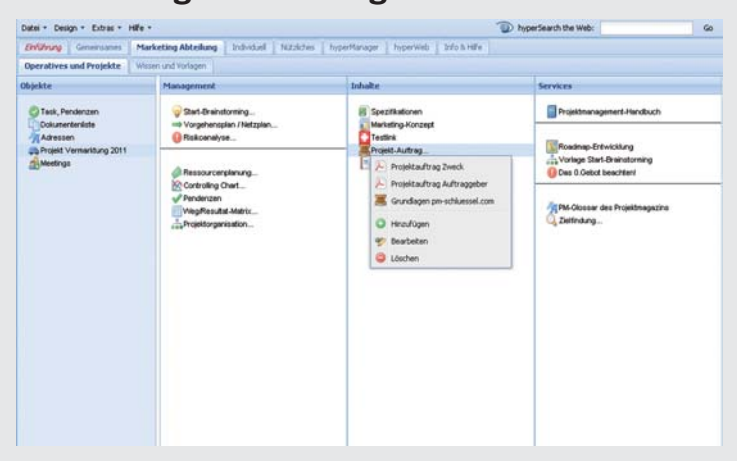 Datei Design Extras Hilfe hyperSearch the Web: Go
Einführung Gemeinsames Marketing Abteilung Individuell Nützliches hyperManager hyperWeb Info & Hilfe
Operatives und Projekte Wissen und Vorlagen
Objekte
Task, Pendenzen
Dokumentenliste
Adressen
Projekt Vermarktung 2011
Meetings
Management
Start-Brainstorming...
Vorgehensplan / Netzplan...
Risikoanalyse...
Ressourcenplanung...
Controlling Chart...
Pendenzen
Weg/Resultat-Matrix...
Projektorganisation...
Inhalte
Spezifikationen
Marketing-Konzept
Testlink
Projekt-Auftrag...
Projektauftrag Zweck
Projektauftrag Auftraggeber
Grundlagen pm-schluessel.com
Hinzufügen
Bearbeiten
Löschen
Services
Projektmanagement-Handbuch
Roadmap-Entwicklung
Vorlage Start-Brainstorming
Das 0.Gebot beachten!
PM-Glossar des Projektmagazins
Zielfindung...